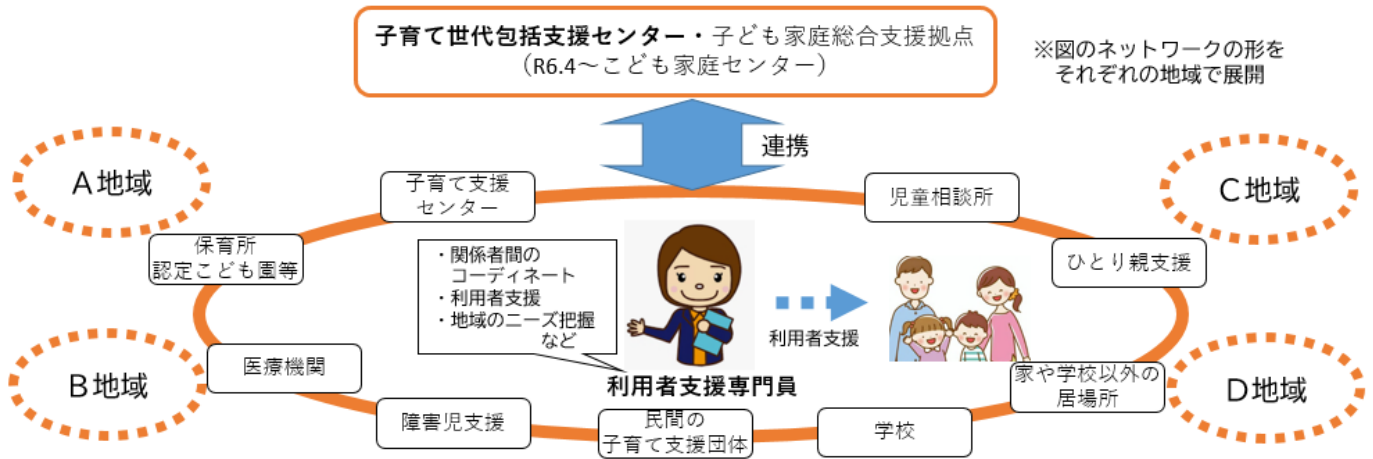 子育て世代包括支援センター・子ども家庭総合支援拠点
（R6.4～こども家庭センター）
※図のネットワークの形を
それぞれの地域で展開
連携
A地域
C地域
子育て支援
センター
児童相談所
保育所
認定こども園等
ひとり親支援
・関係者間の
コーディネート
・利用者支援
・地域のニーズ把握
など
利用者支援
利用者支援専門員
B地域
医療機関
家や学校以外の
居場所
D地域
障害児支援
民間の
子育て支援団体
学校